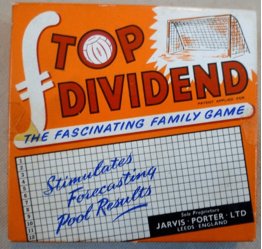 £ TOP
DIVIDEND
PATENT APPLIED FOR
THE FASCINATING FAMILY GAME
Stimulates
Forecasting
Pool Results
Sole Proprietors
JARVIS · PORTER · LTD
LEEDS ENGLAND